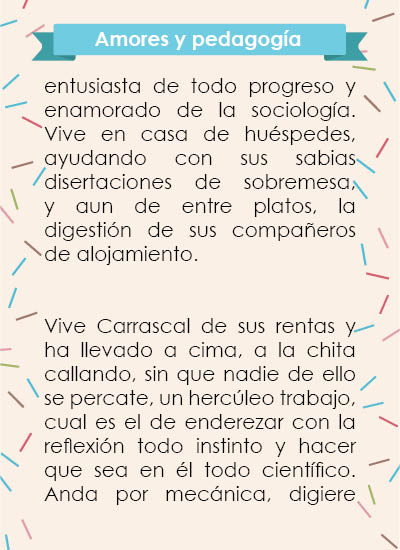 Amores y pedagogía
entusiasta de todo progreso y
enamorado de la sociología.
Vive en casa de huéspedes,
ayudando con sus sabias
disertaciones de sobremesa,
y aun de entre platos, la
digestión de sus compañeros
de alojamiento.
Vive Carrascal de sus rentas y
ha llevado a cima, a la chita
callando, sin que nadie de ello
se percate, un hercúleo trabajo,
cual es el de enderezar con la
reflexión todo instinto y hacer
que sea en él todo científico.
Anda por mecánica, digiere